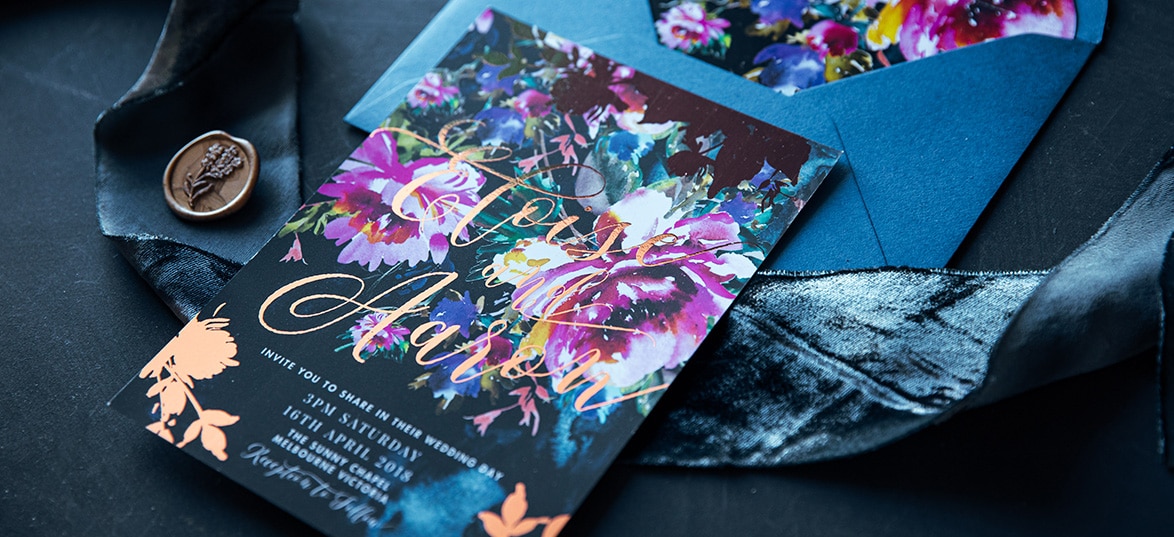 Eloise
and
Aaron
INVITE YOU TO SHARE IN THEIR WEDDING DAY
3PM SATURDAY
16TH APRIL 2018
THE SUNNY CHAPEL
MELBOURNE VICTORIA
Reception to Follow